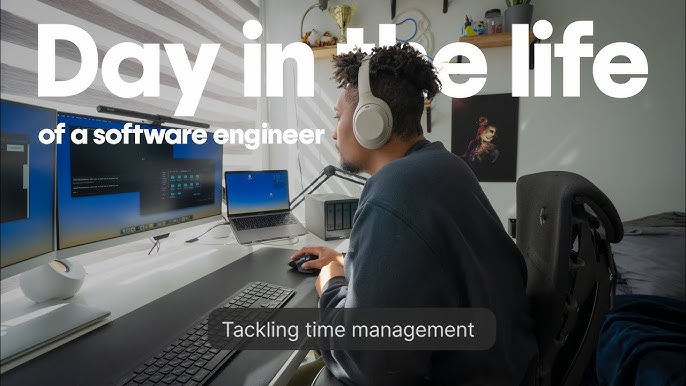 Day in the life
of a software engineer
Tackling time management